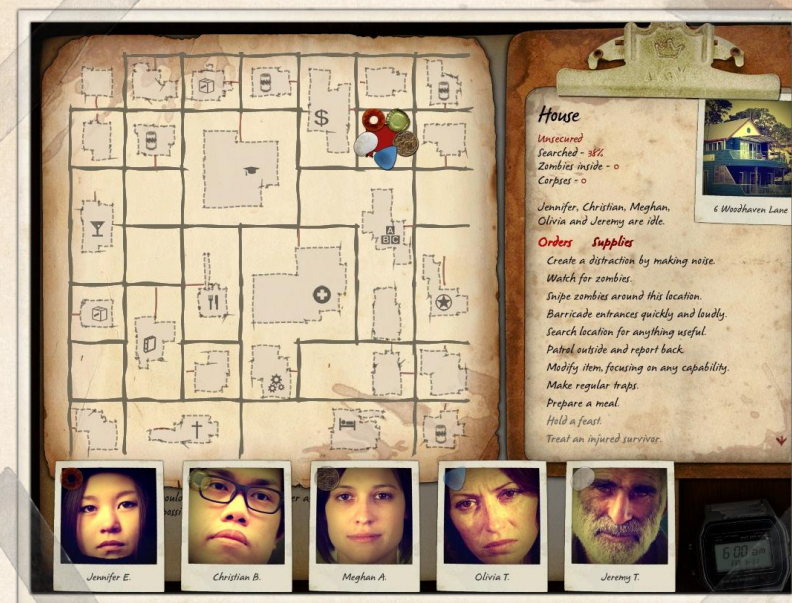 $
A
B C
House
Unsecured
Searched - 38%
Zombies inside - 0
Corpses - 0
6 Woodhaven Lane
Jennifer, Christian, Meghan,
Olivia and Jeremy are idle.
Orders Supplies
Create a distraction by making noise.
Watch for zombies.
Snipe zombies around this location.
Barricade entrances quickly and loudly.
Search location for anything useful.
Patrol outside and report back.
Modify item, focusing on any capability.
Make regular traps.
Prepare a meal.
Hold a feast.
Treat an injured survivor.
Jennifer E.
Christian B.
Meghan A.
Olivia T.
Jeremy T.
6:00 am